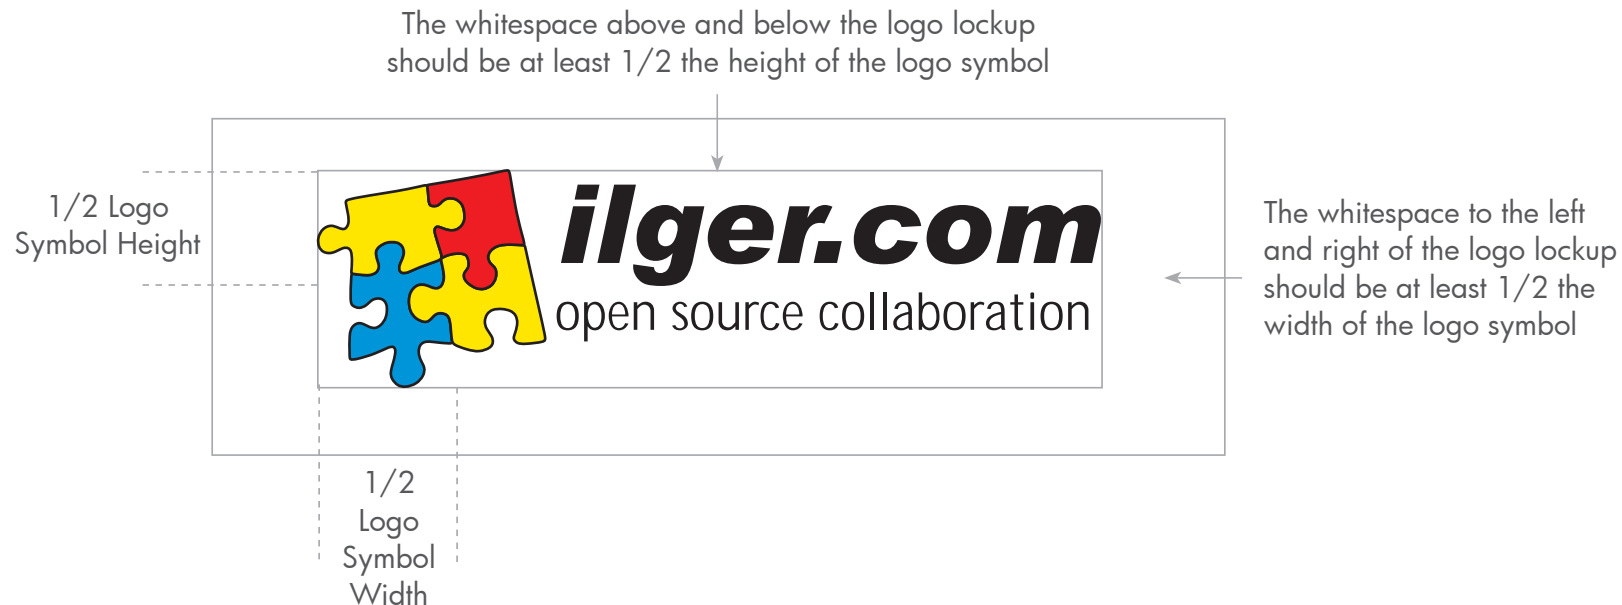 The whitespace above and below the logo lockup
should be at least 1/2 the height of the logo symbol
1/2 Logo
Symbol Height
ilger.com
open source collaboration
The whitespace to the left
and right of the logo lockup
should be at least 1/2 the
width of the logo symbol
1/2
Logo
Symbol
Width